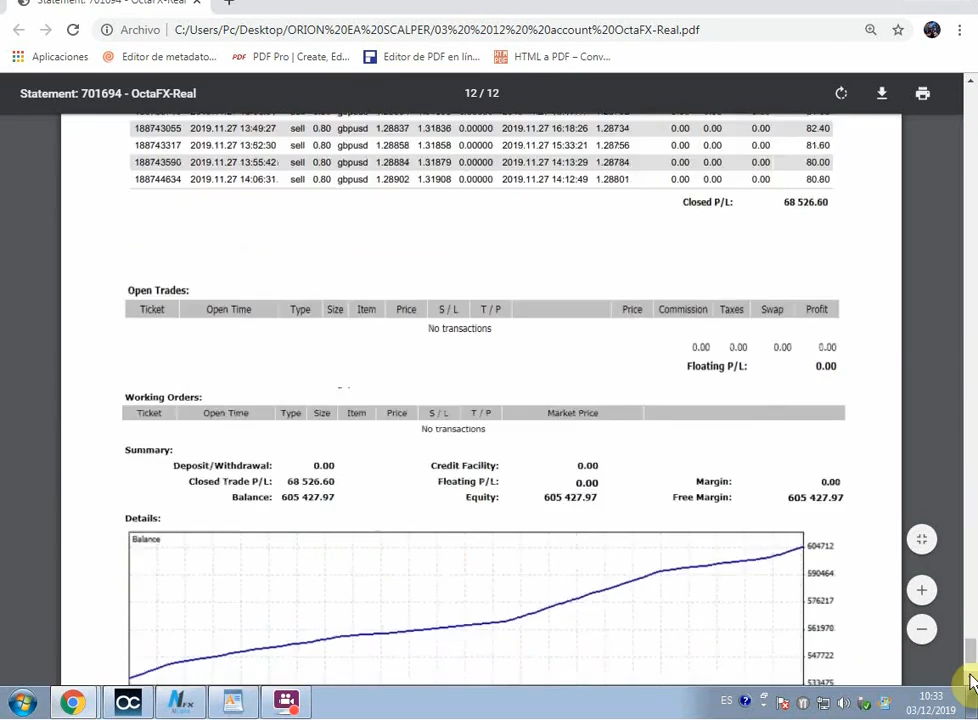 Statement: 701694 - OctaFX-Real
Archivo C:/Users/Pc/Desktop/ORION%20EA%20SCALPER/03%20%2012%20%20account%20OctaFX-Real.pdf
Aplicaciones Editor de metadato... PDF PDF Pro | Create, Ed... Editor de PDF en lín... HTML a PDF – Conv...
Statement: 701694 - OctaFX-Real 12 / 12
188743055 2019.11.27 13:49:27 sell 0.80 gbpusd 1.28837 1.31836 0.00000 2019.11.27 16:18:26 1.28734 0.00 0.00 0.00 82.40
188743317 2019.11.27 13:52:30 sell 0.80 gbpusd 1.28858 1.31858 0.00000 2019.11.27 15:33:21 1.28756 0.00 0.00 0.00 81.60
188743590 2019.11.27 13:55:42 sell 0.80 gbpusd 1.28884 1.31879 0.00000 2019.11.27 14:13:29 1.28784 0.00 0.00 0.00 80.00
188744634 2019.11.27 14:06:31 sell 0.80 gbpusd 1.28902 1.31908 0.00000 2019.11.27 14:12:49 1.28801 0.00 0.00 0.00 80.80
Closed P/L: 68 526.60
Open Trades:
Ticket Open Time Type Size Item Price S / L T / P Price Commission Taxes Swap Profit
No transactions
0.00 0.00 0.00 0.00
Floating P/L: 0.00
Working Orders:
Ticket Open Time Type Size Item Price S / L T / P Market Price
No transactions
Summary:
Deposit/Withdrawal: 0.00 Credit Facility: 0.00
Closed Trade P/L: 68 526.60 Floating P/L: 0.00 Margin: 0.00
Balance: 605 427.97 Equity: 605 427.97 Free Margin: 605 427.97
Details:
Balance
604712
590464
576217
561970
547722
533475
ES 10:33
03/12/2019